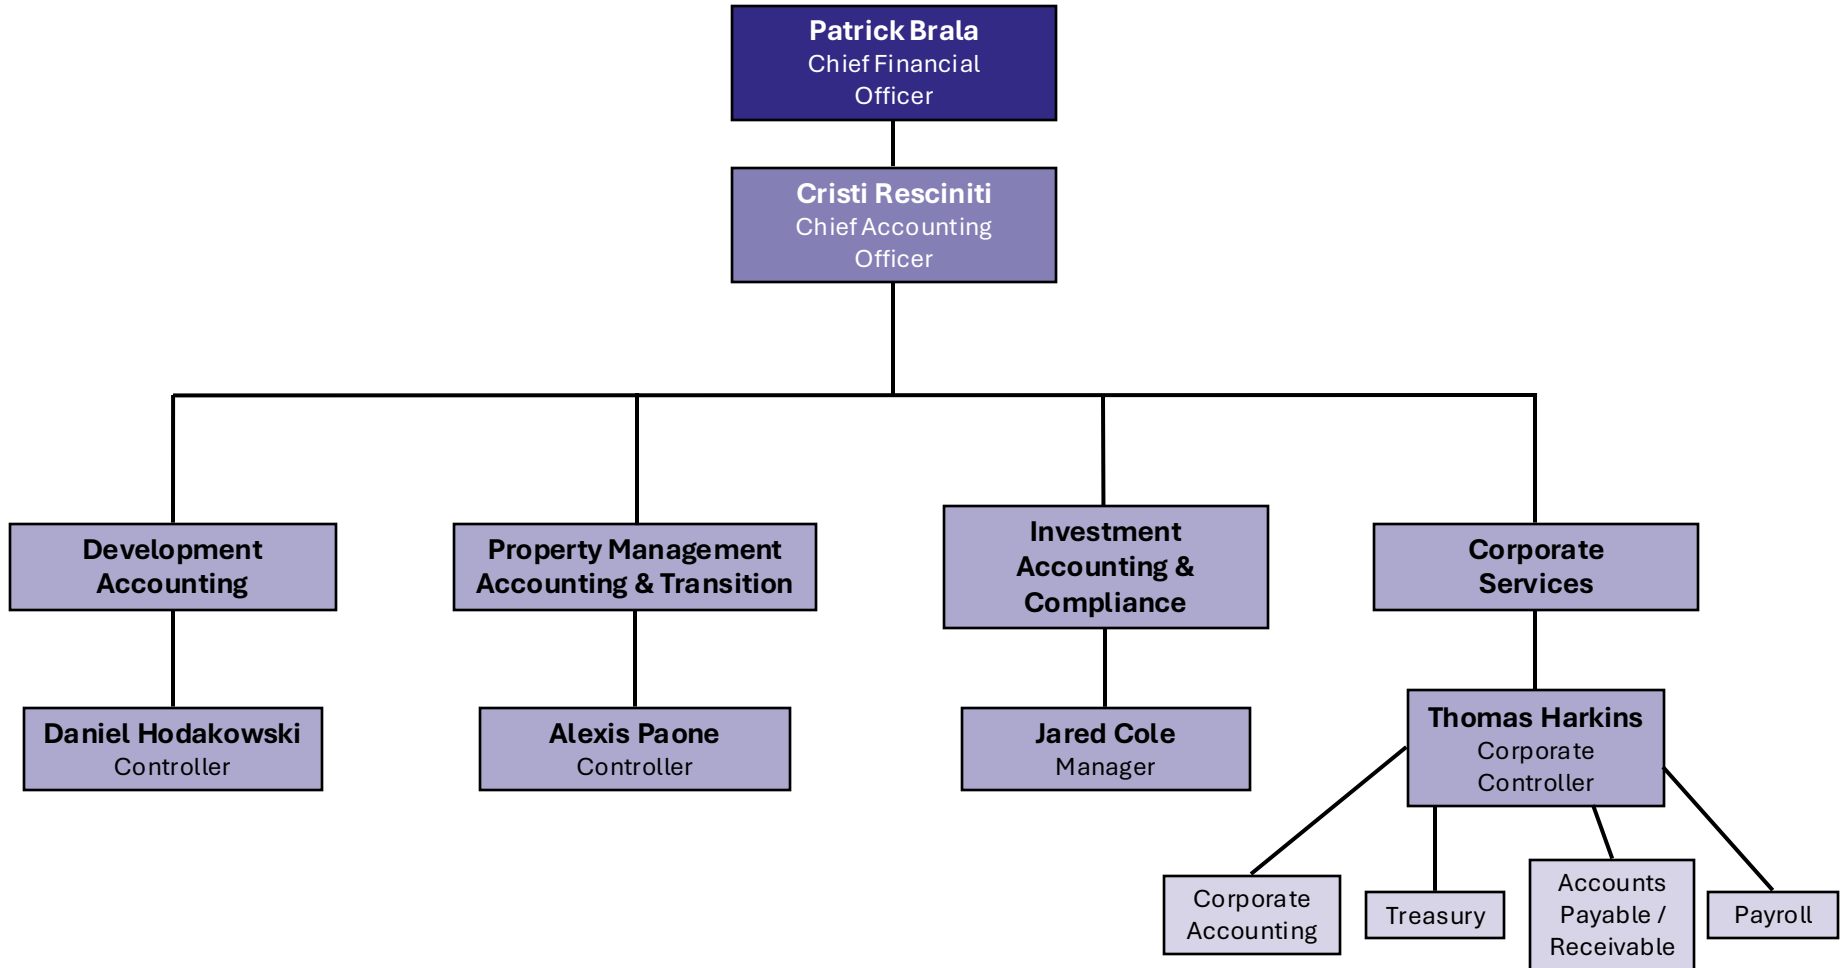 Patrick Brala
Chief Financial
Officer
Cristi Resciniti
Chief Accounting
Officer
Development
Accounting
Property Management
Accounting & Transition
Investment
Accounting &
Compliance
Corporate
Services
Daniel Hodakowski
Controller
Alexis Paone
Controller
Jared Cole
Manager
Thomas Harkins
Corporate
Controller
Corporate
Accounting
Treasury
Accounts
Payable /
Receivable
Payroll